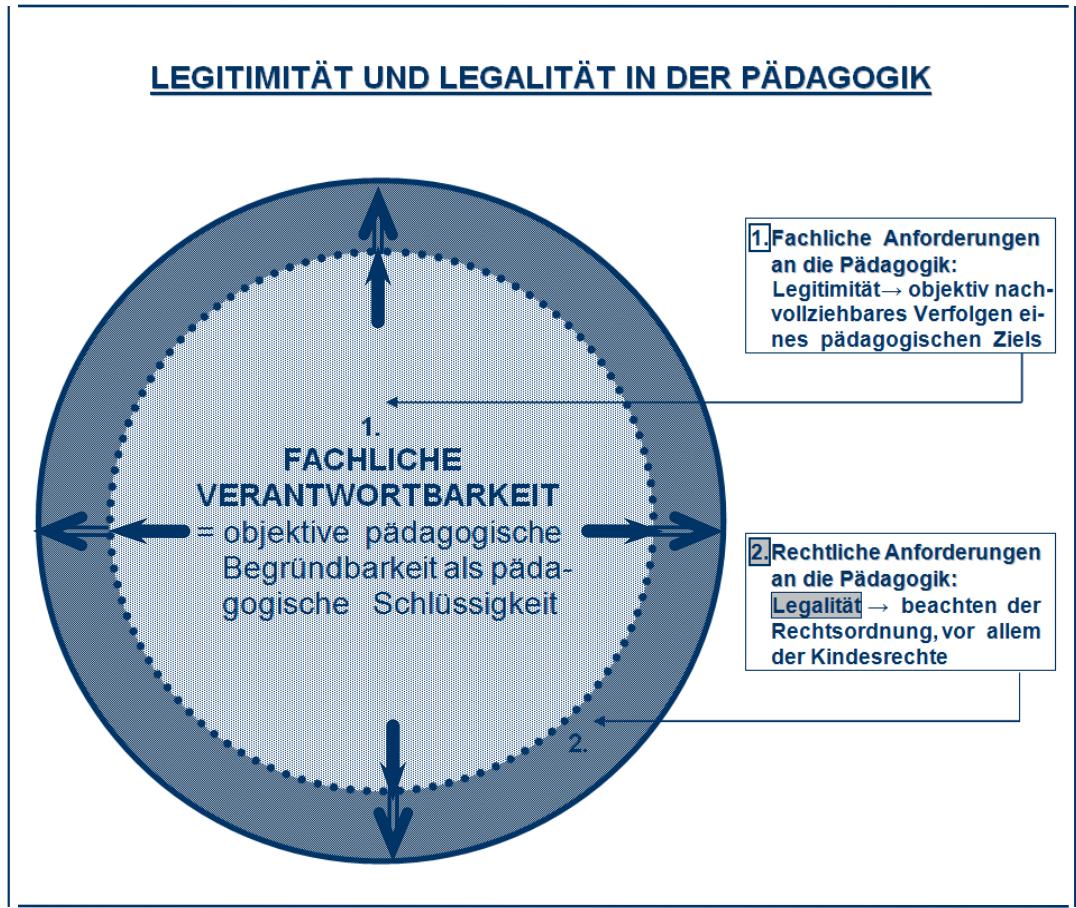 LEGITIMITÄT UND LEGALITÄT IN DER PÄDAGOGIK
1. Fachliche Anforderungen
an die Pädagogik:
Legitimität → objektiv nach-
vollziehbares Verfolgen ei-
nes pädagogischen Ziels
1.
FACHLICHE
VERANTWORTBARKEIT
= objektive pädagogische
Begründbarkeit als päda-
gogische Schlüssigkeit
2. Rechtliche Anforderungen
an die Pädagogik:
Legalität → beachten der
Rechtsordnung, vor allem
der Kindesrechte
2.